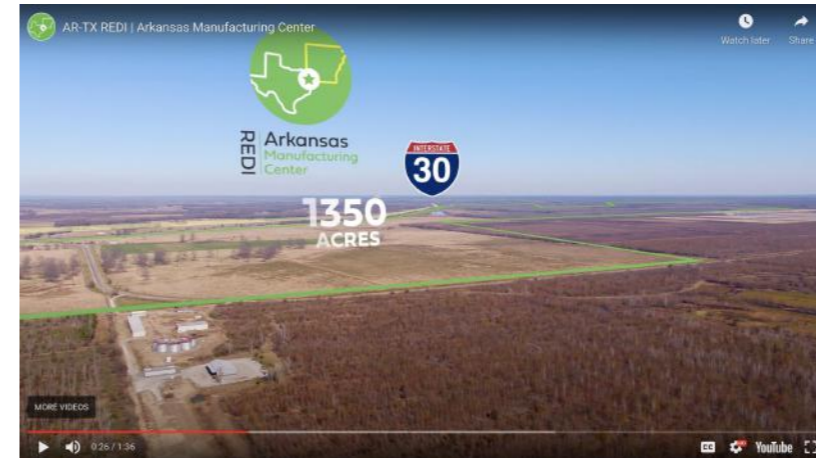 AR-TX REDI | Arkansas Manufacturing Center
Watch later
Share
REDI
Arkansas
Manufacturing
Center
INTERSTATE
30
1350
ACRES
MORE VIDEOS
0:26 / 1:36
CC
YouTube